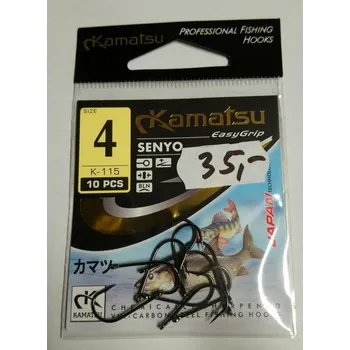 Kamatsu
PROFESSIONAL FISHING
HOOKS
SIZE
4
K-115
10 PCS
Kamatsu
EasyGrip
SENYO
BLN
35,-
JAPAN TECHNOLOGY
カマツ
KAMATSU
CHEMICALLY SHARPENED
CARBON STEEL FISHING HOOKS